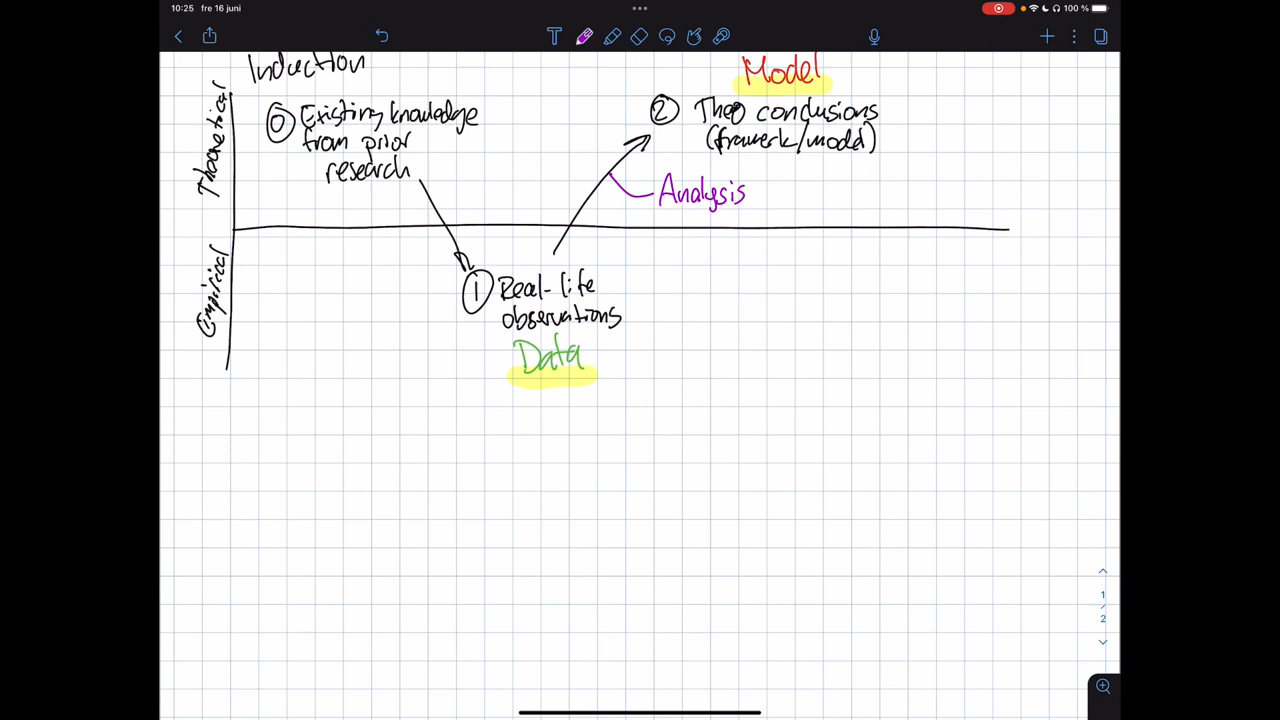 10:25 fre 16 juni
100 %
Induction
Model
Theoretical
0 Existing knowledge
from prior
research
2 Theo conclusions
(framerk/model)
Analysis
Empirical
1 Real-life
observations
Data
1
/
2